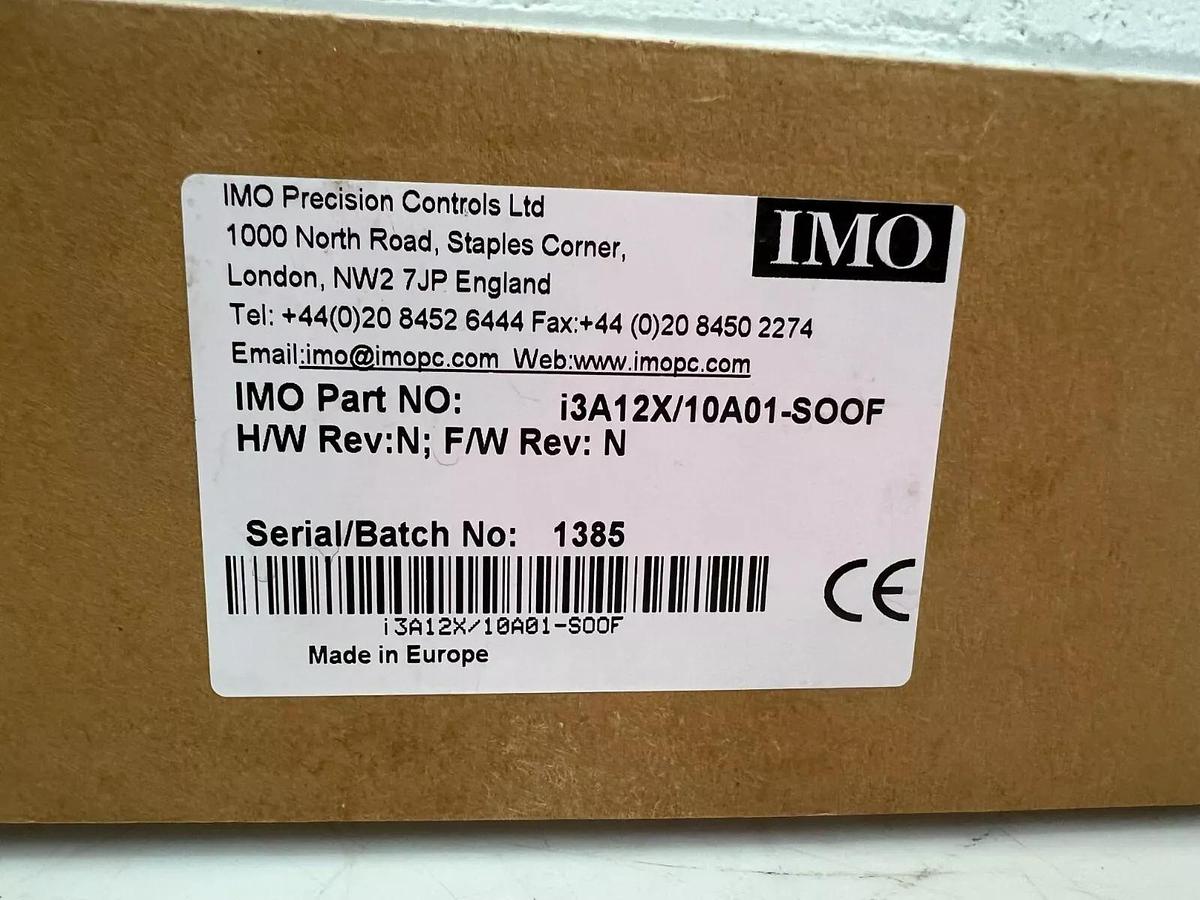 IMO Precision Controls Ltd
IMO
1000 North Road, Staples Corner,
London, NW2 7JP England
Tel: +44(0)20 8452 6444 Fax:+44 (0)20 8450 2274
Email:imo@imopc.com Web:www.imopc.com
IMO Part NO: i3A12X/10A01-SOOF
H/W Rev:N; F/W Rev: N
Serial/Batch No: 1385
CE
i3A12X/10A01-SOOF
Made in Europe